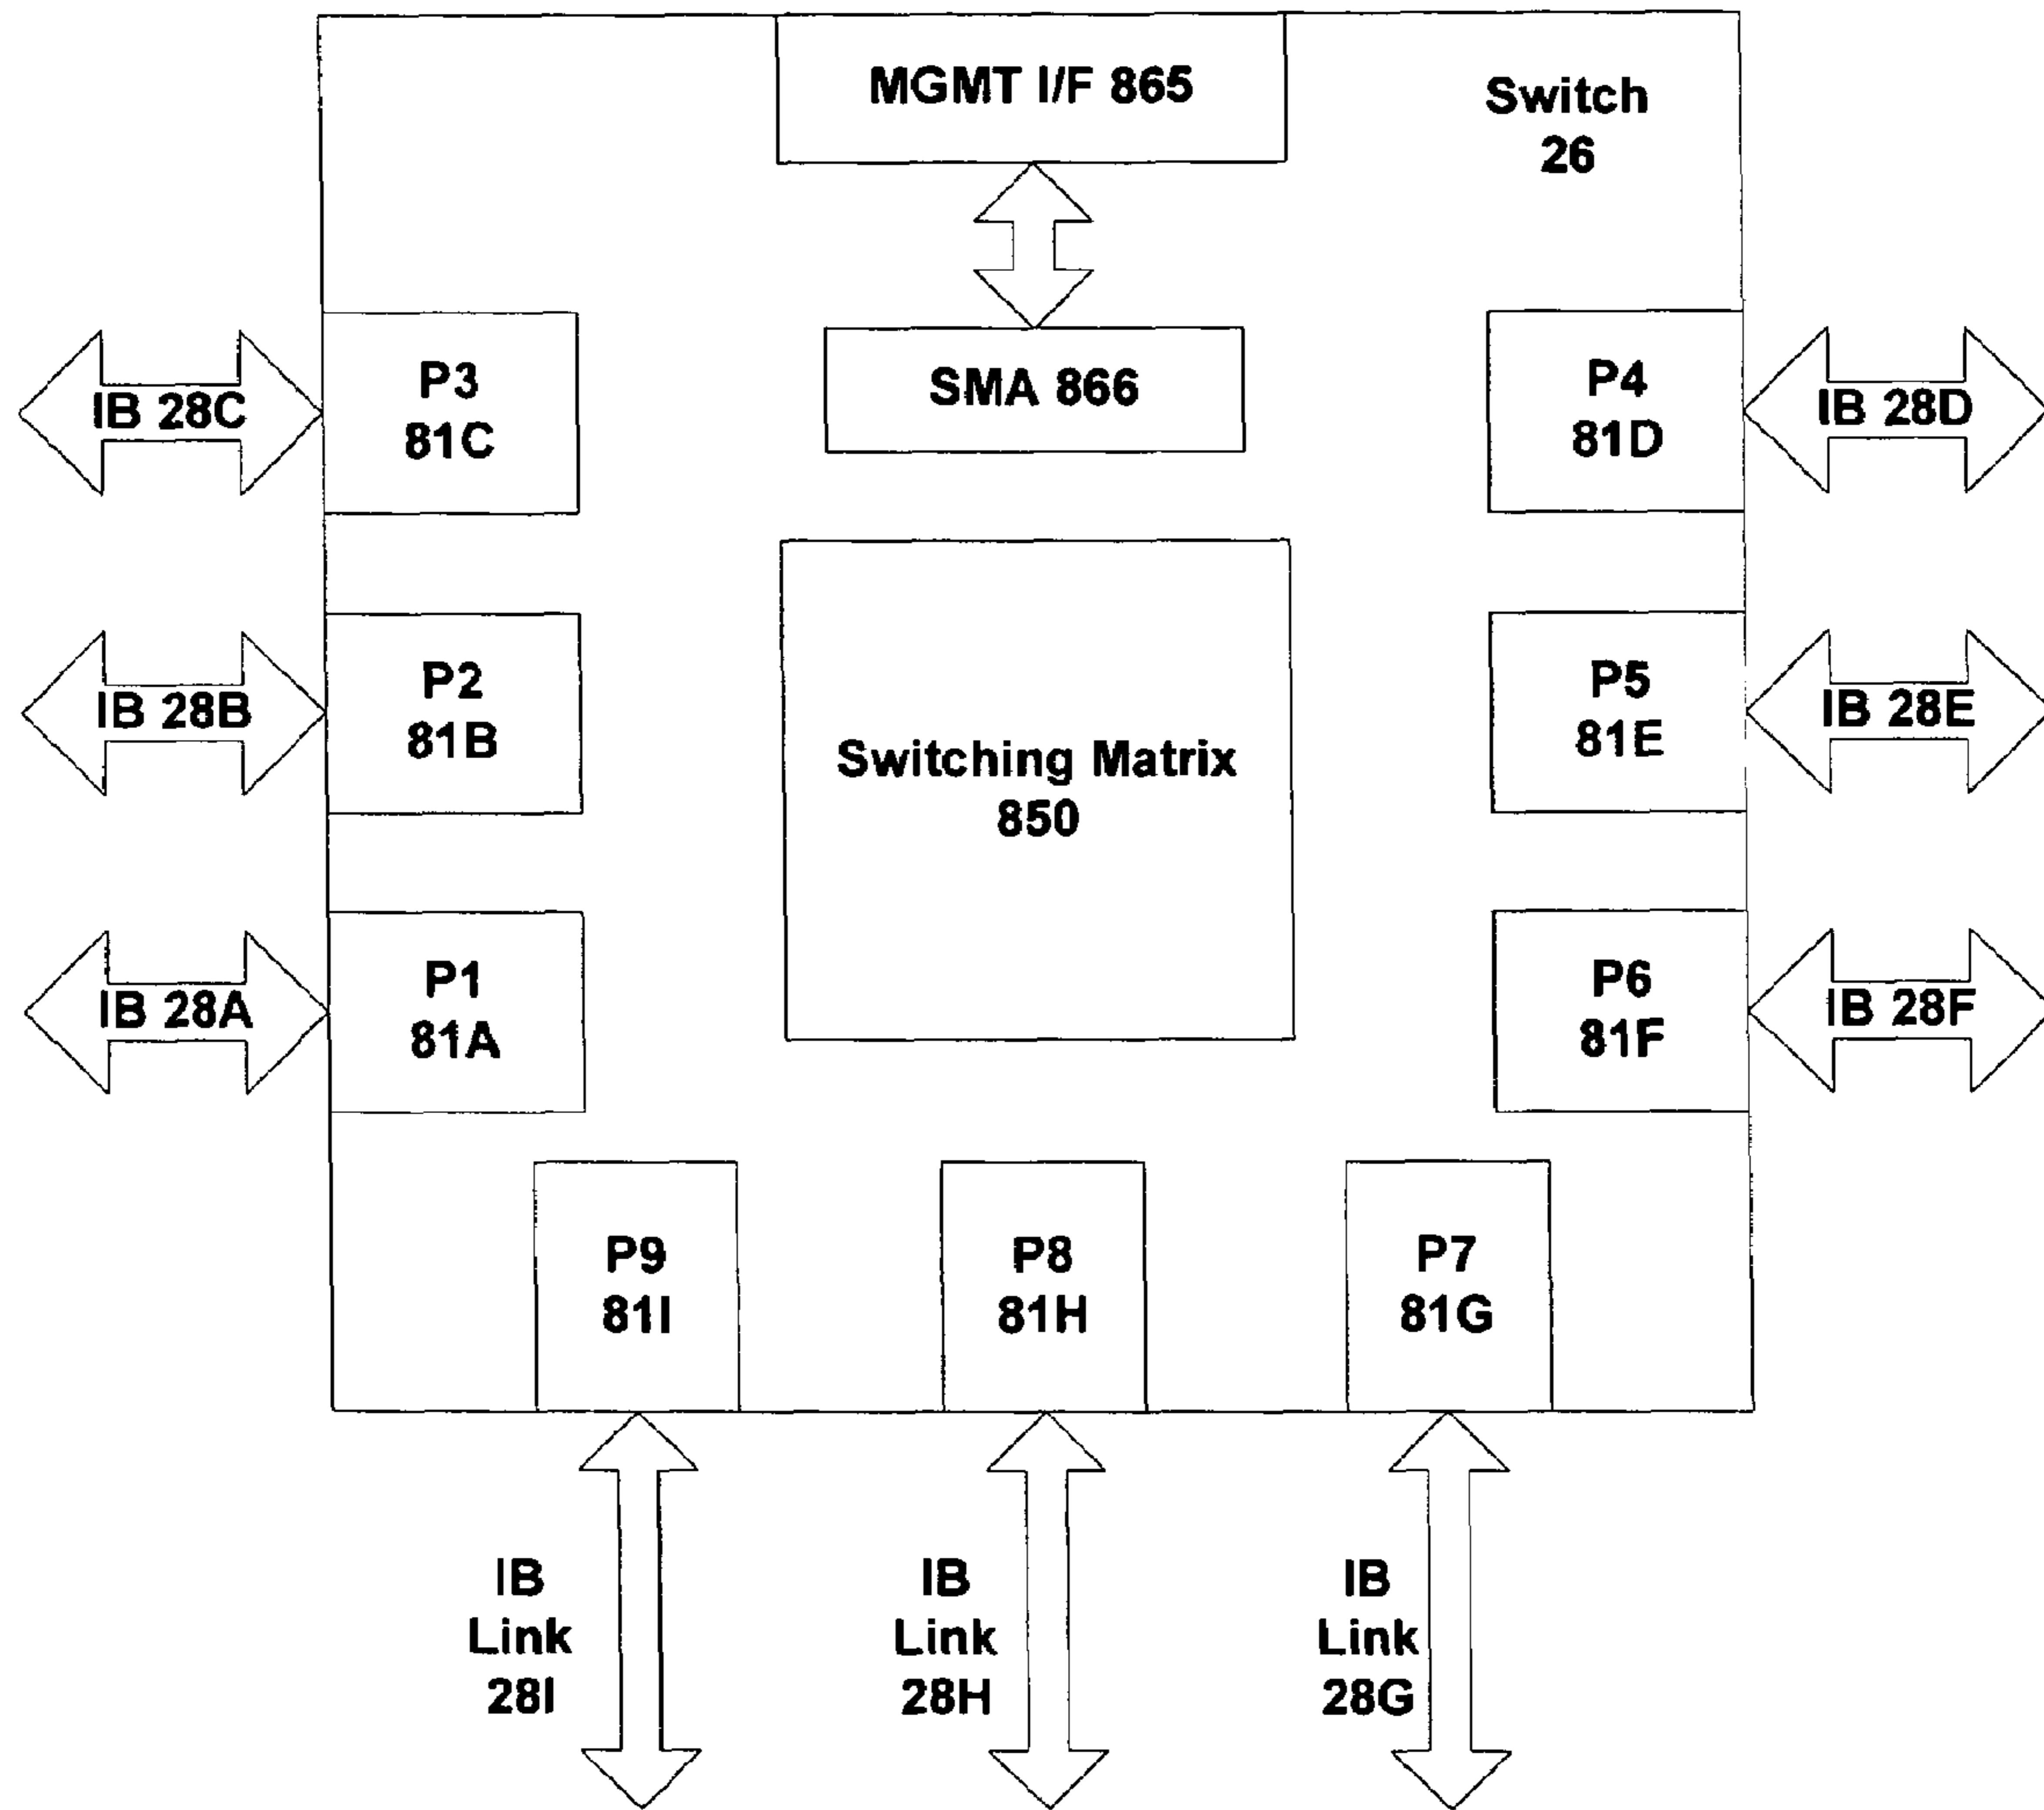 MGMT I/F 865
Switch
26
SMA 866
IB 28C
P3
81C
P4
81D
IB 28D
IB 28B
P2
81B
Switching Matrix
850
P5
81E
IB 28E
IB 28A
P1
81A
P6
81F
IB 28F
P9
81I
P8
81H
P7
81G
IB
Link
28I
IB
Link
28H
IB
Link
28G